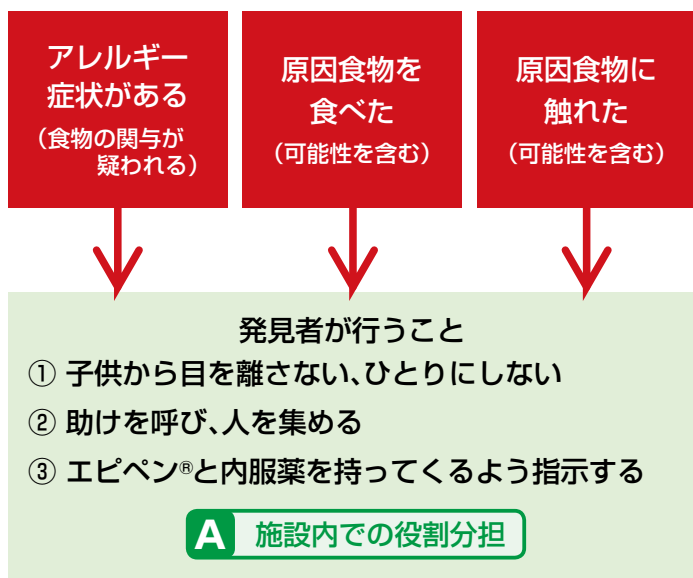 アレルギー
症状がある
（食物の関与が
疑われる）
原因食物を
食べた
（可能性を含む）
原因食物に
触れた
（可能性を含む）
発見者が行うこと
① 子供から目を離さない、ひとりにしない
② 助けを呼び、人を集める
③ エピペン®と内服薬を持ってくるよう指示する
A 施設内での役割分担